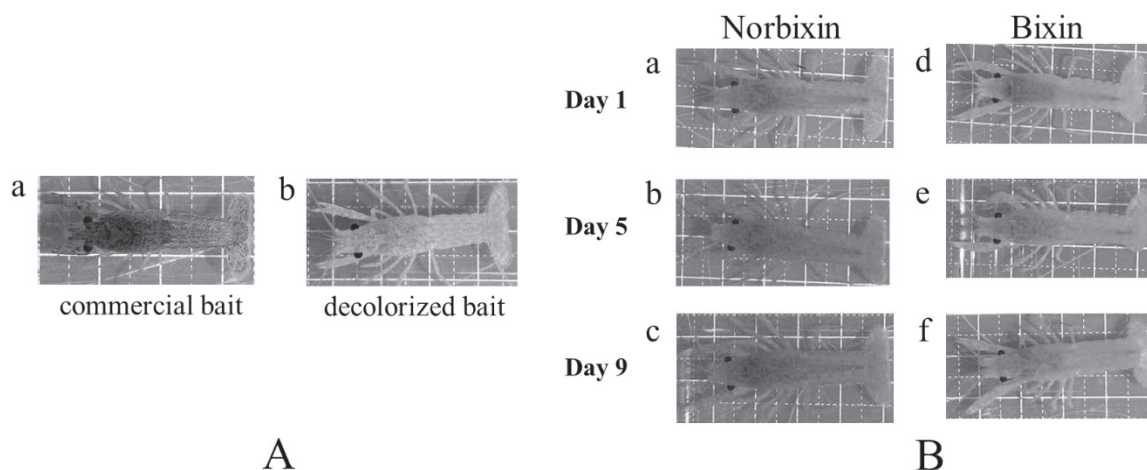 Norbixin Bixin
a d
Day 1
a b
b e
Day 5
commercial bait decolorized bait
c f
Day 9
A B